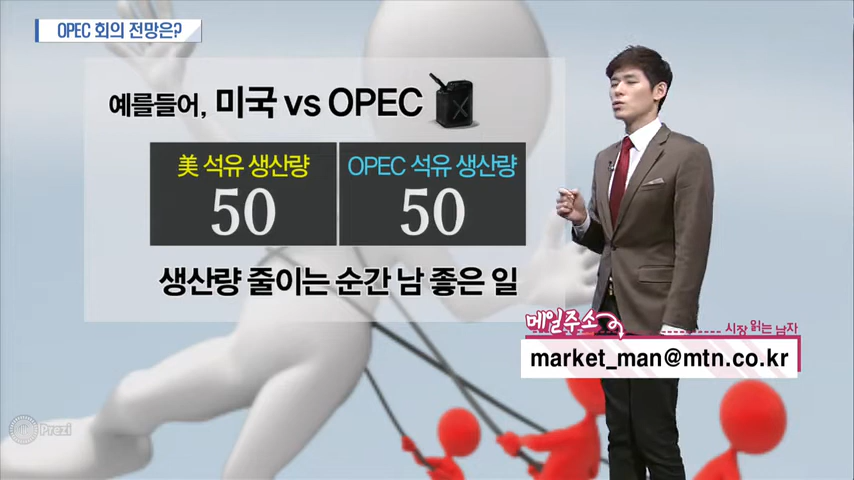 OPEC 회의 전망은?
예를들어, 미국 vs OPEC
美 석유 생산량
50
OPEC 석유 생산량
50
생산량 줄이는 순간 남 좋은 일
메일주소
시장 읽는 남자
market_man@mtn.co.kr
Prezi